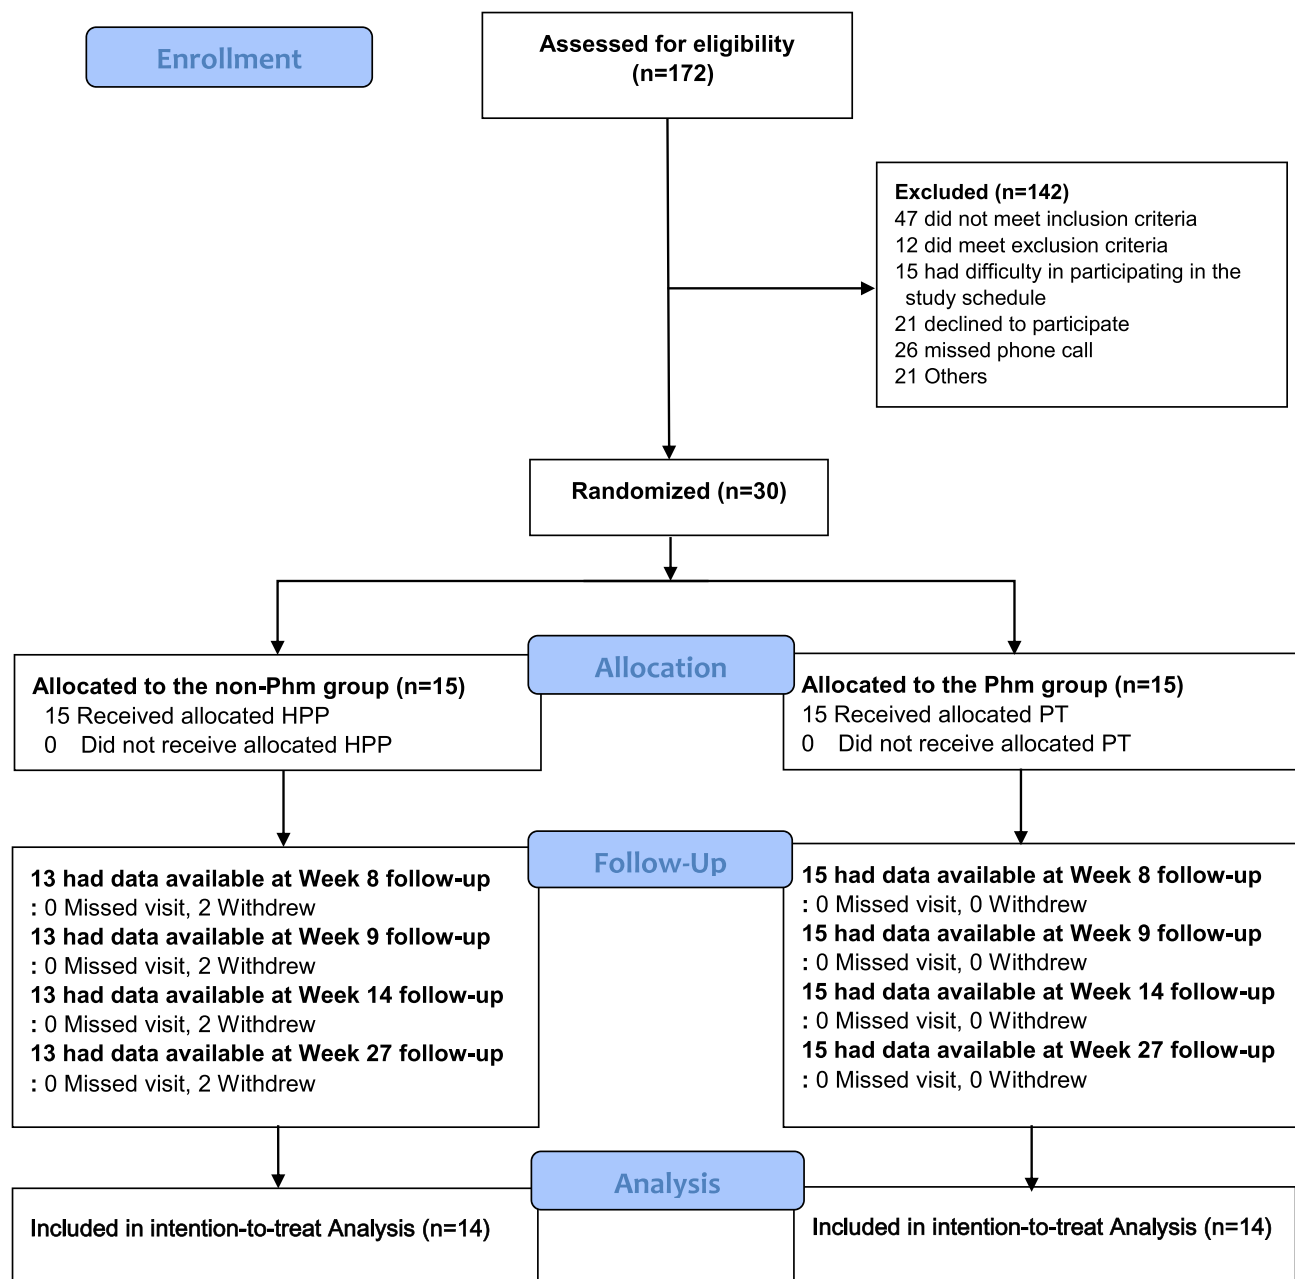 Enrollment
Assessed for eligibility
(n=172)
Excluded (n=142)
47 did not meet inclusion criteria
12 did meet exclusion criteria
15 had difficulty in participating in the
study schedule
21 declined to participate
26 missed phone call
21 Others
Randomized (n=30)
Allocation
Allocated to the non-Phm group (n=15)
15 Received allocated HPP
0 Did not receive allocated HPP
Allocated to the Phm group (n=15)
15 Received allocated PT
0 Did not receive allocated PT
Follow-Up
13 had data available at Week 8 follow-up
: 0 Missed visit, 2 Withdrew
13 had data available at Week 9 follow-up
: 0 Missed visit, 2 Withdrew
13 had data available at Week 14 follow-up
: 0 Missed visit, 2 Withdrew
13 had data available at Week 27 follow-up
: 0 Missed visit, 2 Withdrew
15 had data available at Week 8 follow-up
: 0 Missed visit, 0 Withdrew
15 had data available at Week 9 follow-up
: 0 Missed visit, 0 Withdrew
15 had data available at Week 14 follow-up
: 0 Missed visit, 0 Withdrew
15 had data available at Week 27 follow-up
: 0 Missed visit, 0 Withdrew
Analysis
Included in intention-to-treat Analysis (n=14)
Included in intention-to-treat Analysis (n=14)